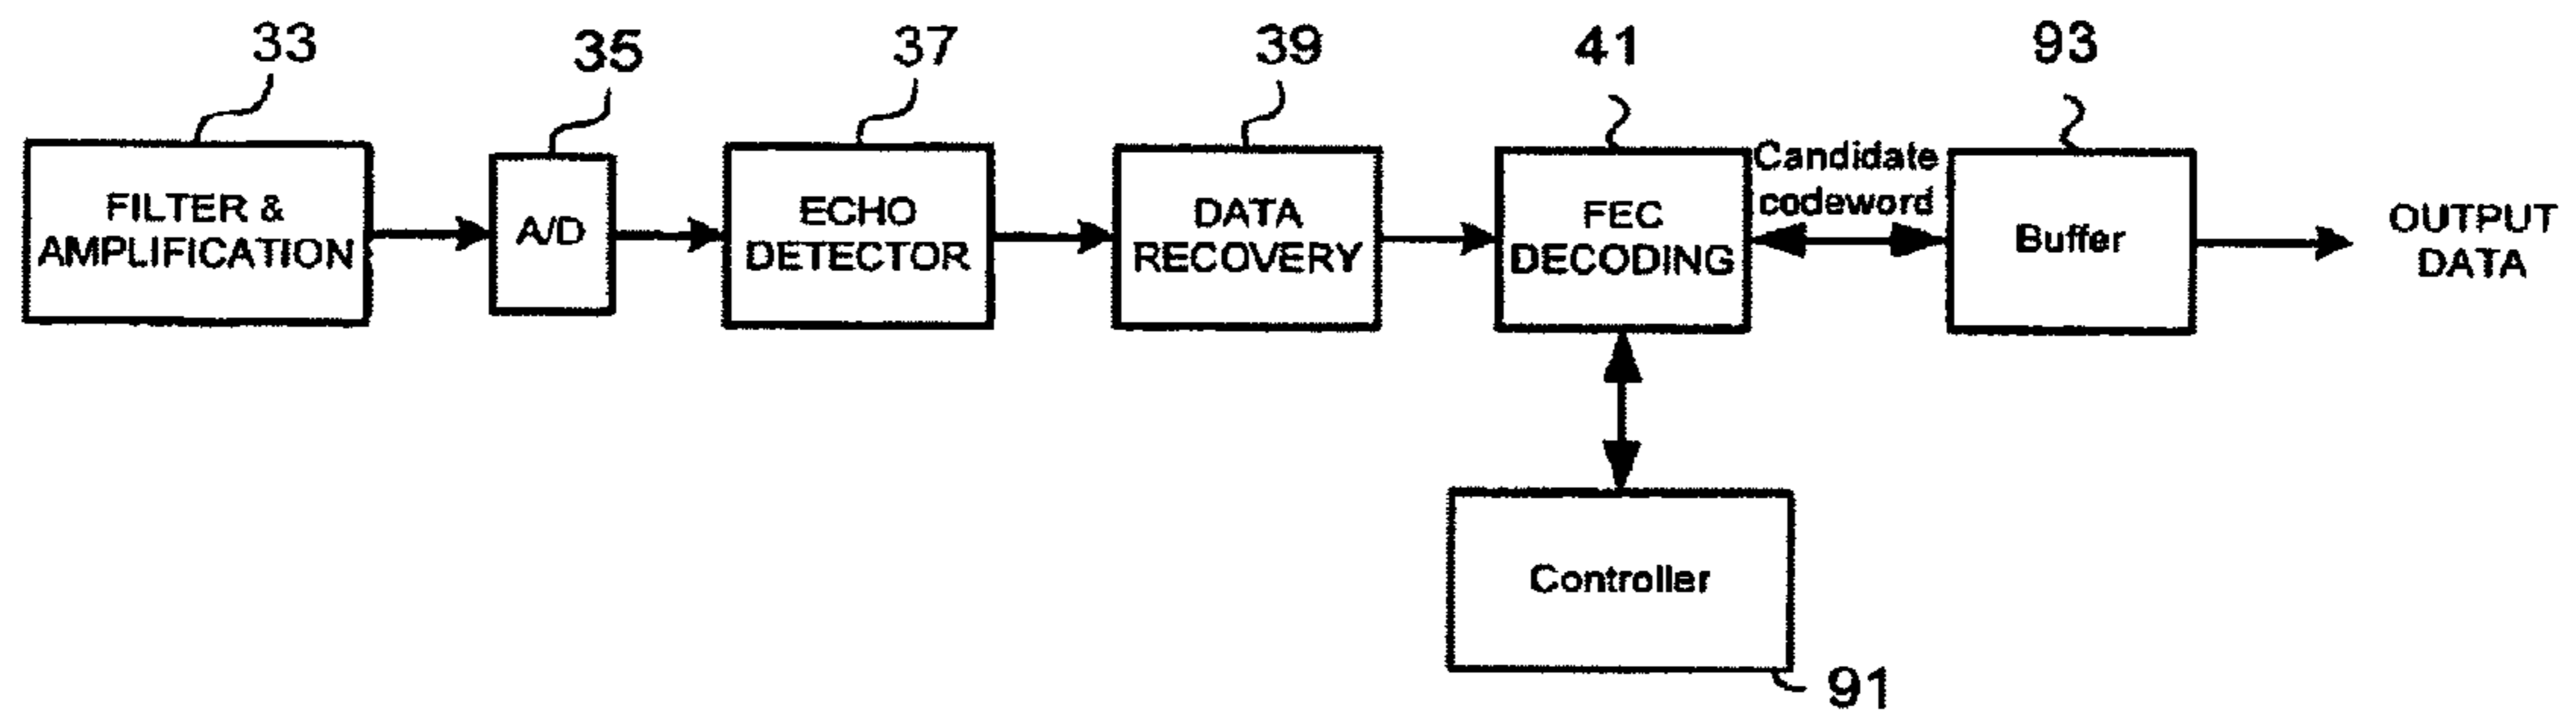 33
35
37
39
41
93
FILTER &
AMPLIFICATION
A/D
ECHO
DETECTOR
DATA
RECOVERY
FEC
DECODING
Candidate
codeword
Buffer
OUTPUT
DATA
Controller
91